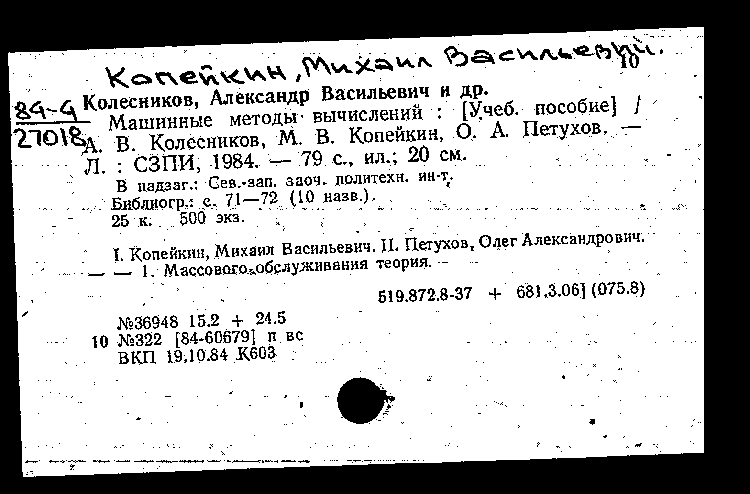 Копейкин, Михаил Васильевич.
10
84-4
27018
Колесников, Александр Васильевич и др.
Машинные методы вычислений : [Учеб. пособие] /
А. В. Колесников, М. В. Копейкин, О. А. Петухов. —
Л. : СЗПИ, 1984. — 79 с., ил.; 20 см.
В надзаг.: Сев.-зап. заоч. политехн. ин-т.
Библиогр.: с. 71—72 (10 назв.).
25 к. 500 экз.
I. Копейкин, Михаил Васильевич. II. Петухов, Олег Александрович.
— — 1. Массового обслуживания теория.
519.872.8-37 + 681.3.06] (075.8)
№36948 15.2 + 24.5
10 №322 [84-60679] п вс
ВКП 19.10.84 К603